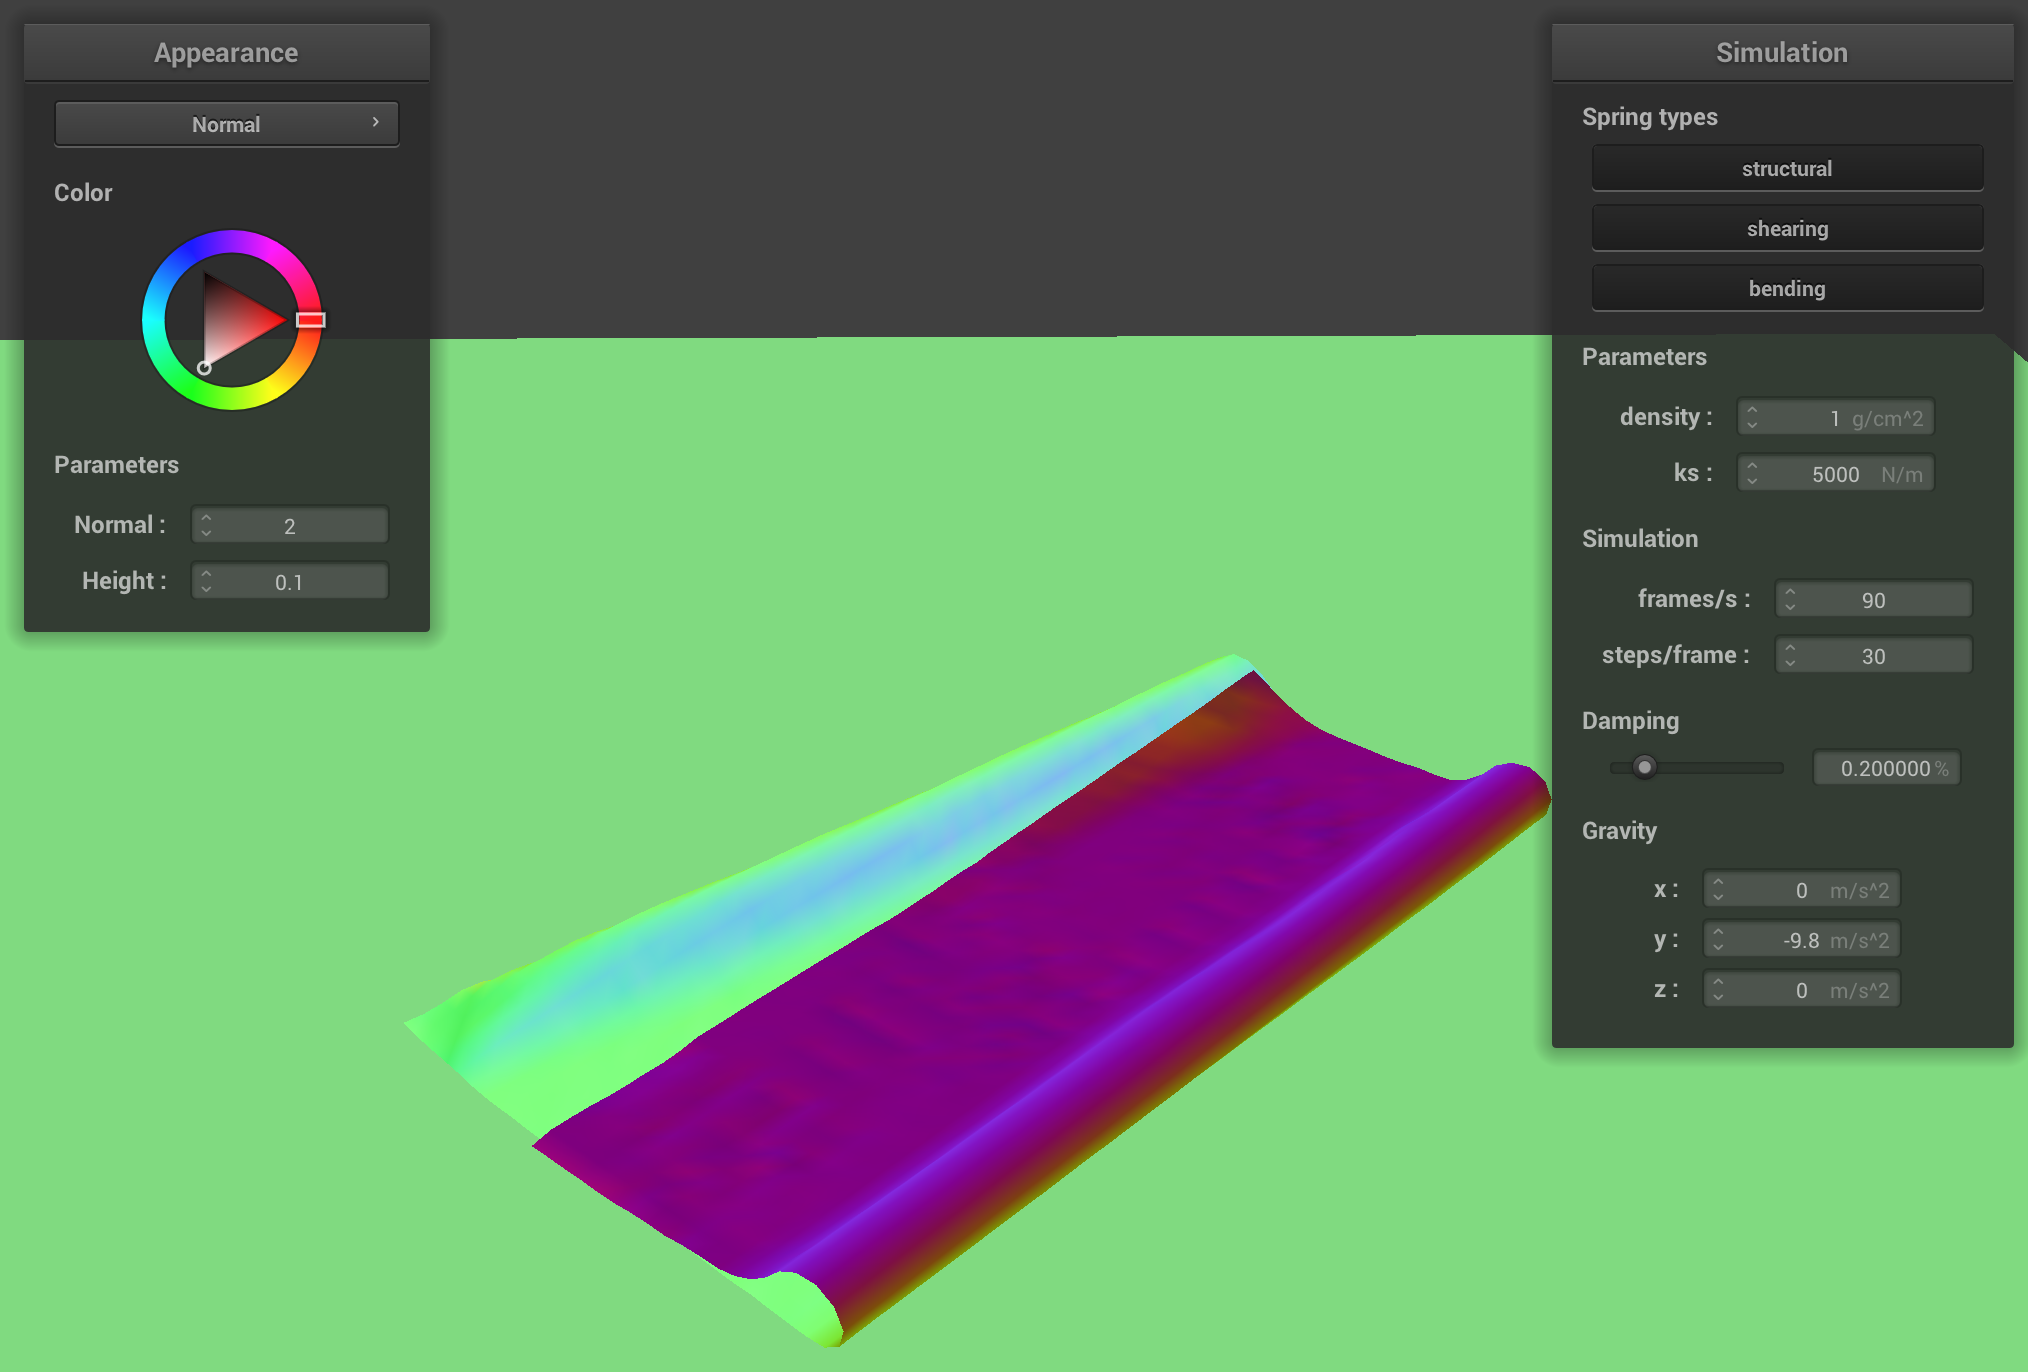 Appearance
Normal
Color
Parameters
Normal :
2
Height :
0.1
Simulation
Spring types
structural
shearing
bending
Parameters
density :
1 g/cm^2
ks :
5000 N/m
Simulation
frames/s :
90
steps/frame :
30
Damping
0.200000 %
Gravity
x :
0 m/s^2
y :
-9.8 m/s^2
z :
0 m/s^2